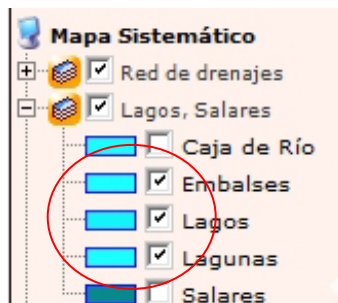 Mapa Sistemático
Red de drenajes
Lagos, Salares
Caja de Río
Embalses
Lagos
Lagunas
Salares